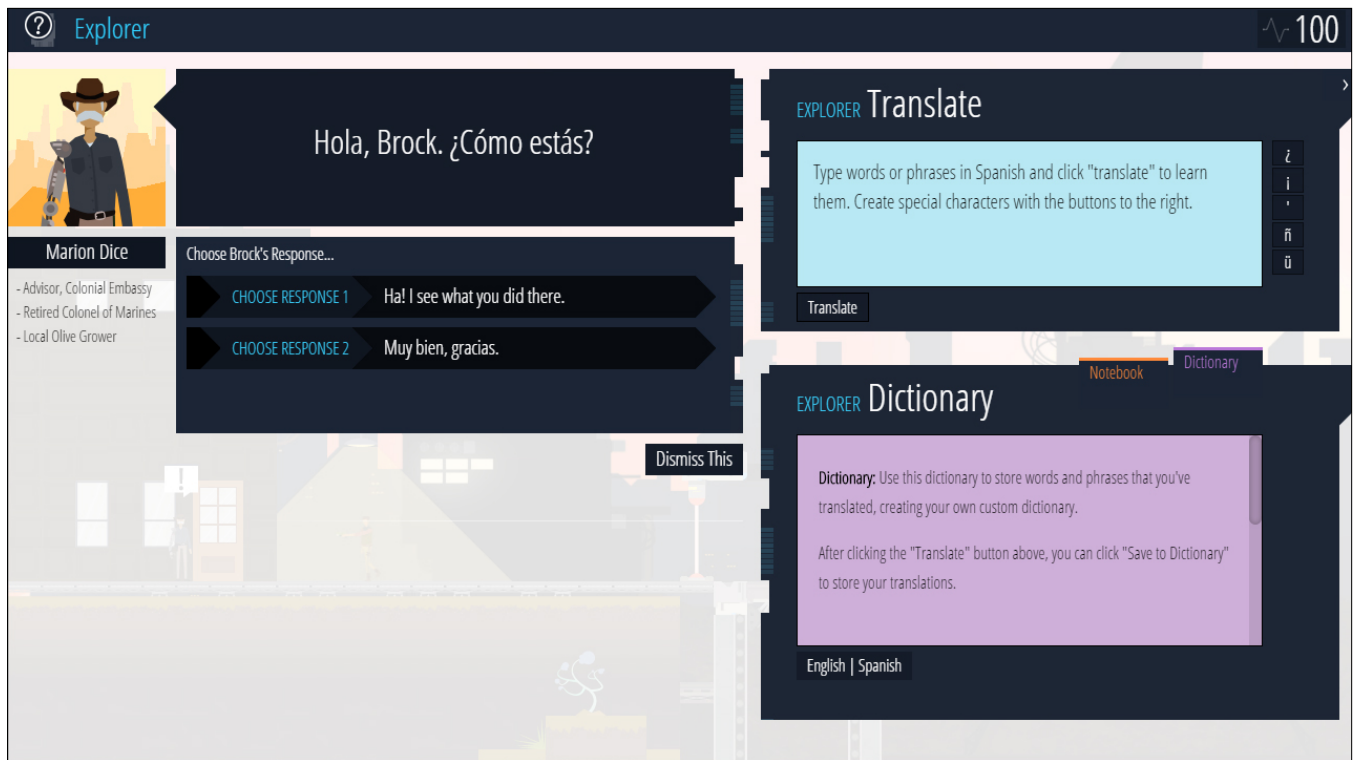 ? Explorer
100
Hola, Brock. ¿Cómo estás?
Marion Dice
- Advisor, Colonial Embassy
- Retired Colonel of Marines
- Local Olive Grower
Choose Brock's Response...
CHOOSE RESPONSE 1 Ha! I see what you did there.
CHOOSE RESPONSE 2 Muy bien, gracias.
Dismiss This
!
EXPLORER Translate
>
Type words or phrases in Spanish and click "translate" to learn
them. Create special characters with the buttons to the right.
¿
¡
'
ñ
ü
Translate
Notebook
Dictionary
EXPLORER Dictionary
Dictionary: Use this dictionary to store words and phrases that you've
translated, creating your own custom dictionary.
After clicking the "Translate" button above, you can click "Save to Dictionary"
to store your translations.
English | Spanish